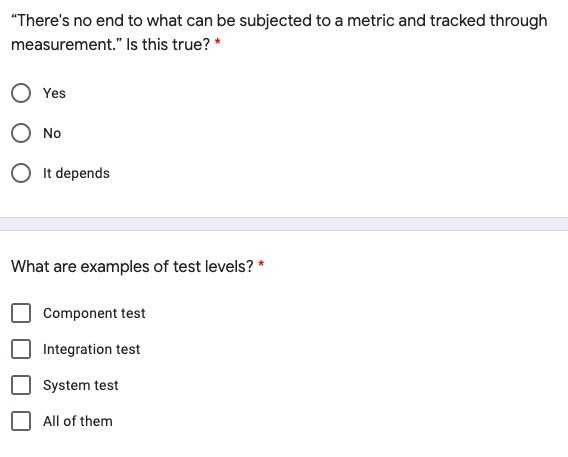 “There's no end to what can be subjected to a metric and tracked through
measurement.” Is this true? *
Yes
No
It depends
What are examples of test levels? *
Component test
Integration test
System test
All of them